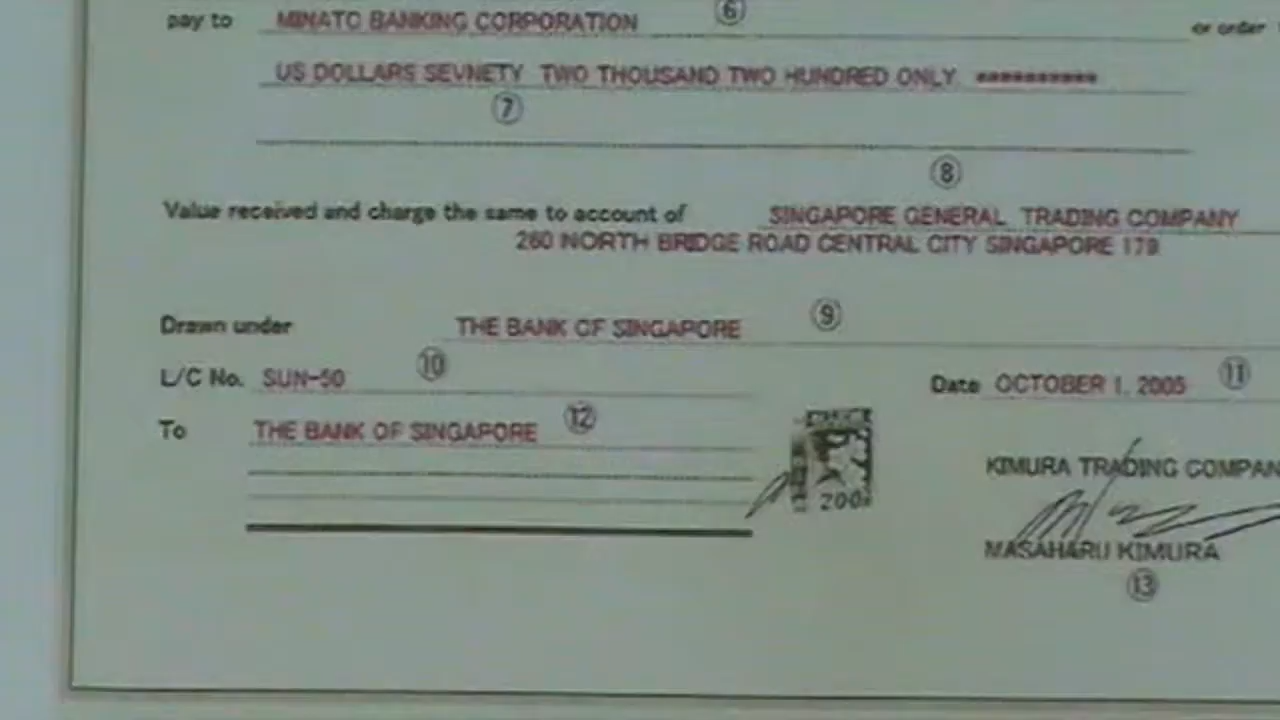 pay to MINATO BANKING CORPORATION ⑥ or order
US DOLLARS SEVNETY TWO THOUSAND TWO HUNDRED ONLY **********
⑦
⑧
Value received and charge the same to account of SINGAPORE GENERAL TRADING COMPANY
260 NORTH BRIDGE ROAD CENTRAL CITY SINGAPORE 179
Drawn under THE BANK OF SINGAPORE ⑨
L/C No. SUN-50 ⑩ Date OCTOBER 1, 2005 ⑪
To THE BANK OF SINGAPORE ⑫
200
KIMURA TRADING COMPAN
MASAHARU KIMURA
⑬